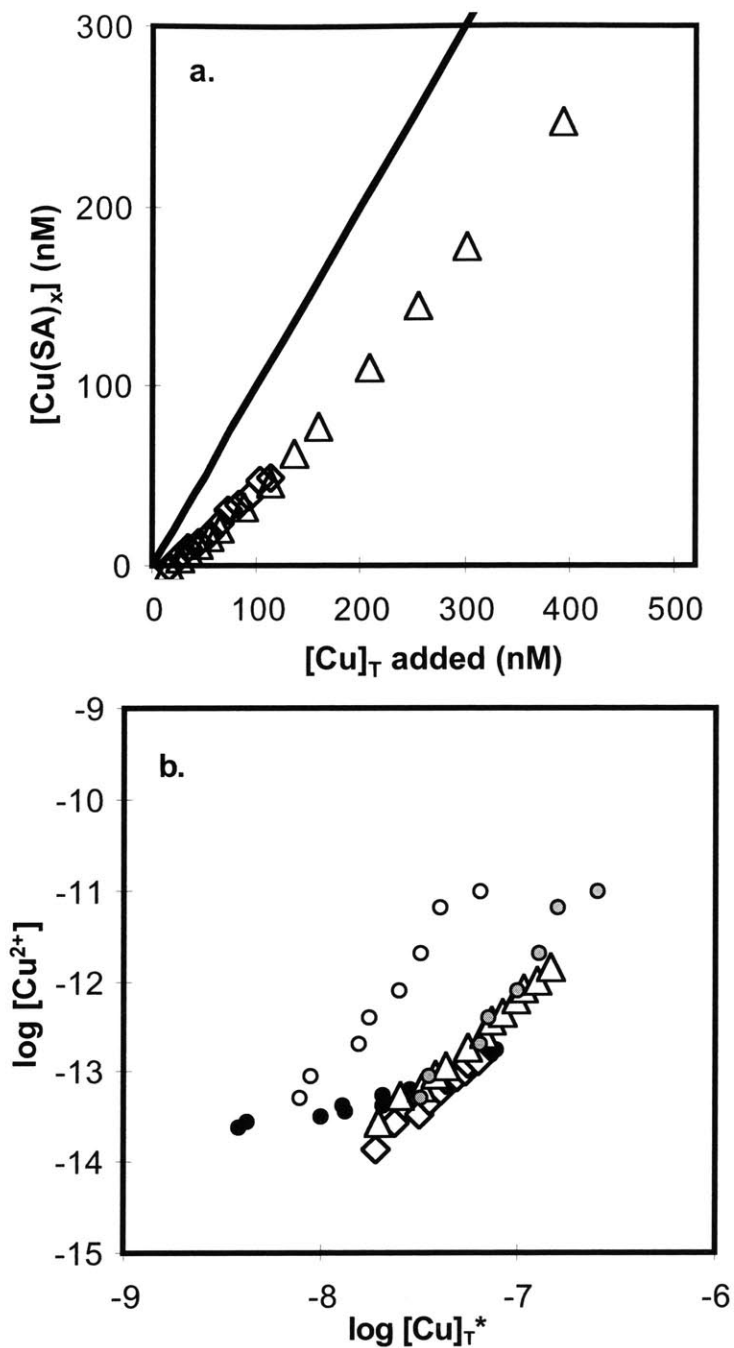 a.
300
200
100
0
[Cu(SA)ₓ] (nM)
0 100 200 300 400 500
[Cu]T added (nM)
b.
-9
-10
-11
-12
-13
-14
-15
log [Cu²⁺]
-9 -8 -7 -6
log [Cu]T*